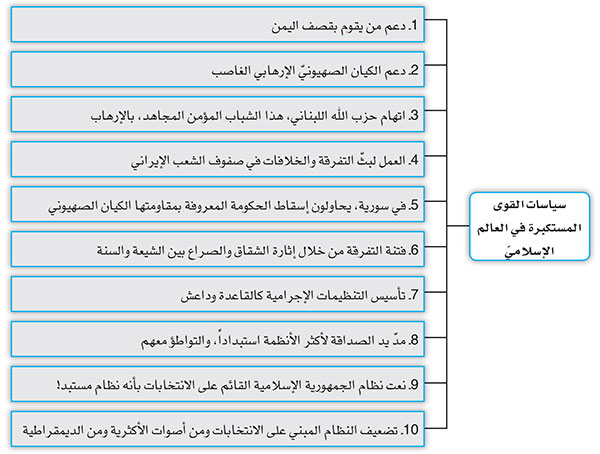 سياسات القوى
المستكبرة في العالم
الإسلاميّ
1. دعم من يقوم بقصف اليمن
2. دعم الكيان الصهيونيّ الإرهابي الغاصب
3. اتهام حزب الله اللبناني، هذا الشباب المؤمن المجاهد، بالإرهاب
4. العمل لبثّ التفرقة والخلافات في صفوف الشعب الإيراني
5. في سورية، يحاولون إسقاط الحكومة المعروفة بمقاومتها الكيان الصهيوني
6. فتنة التفرقة من خلال إثارة الشقاق والصراع بين الشيعة والسنة
7. تأسيس التنظيمات الإجرامية كالقاعدة وداعش
8. مدّ يد الصداقة لأكثر الأنظمة استبداداً، والتواطؤ معهم
9. نعت نظام الجمهورية الإسلامية القائم على الانتخابات بأنه نظام مستبد!
10. تضعيف النظام المبني على الانتخابات ومن أصوات الأكثرية ومن الديمقراطية